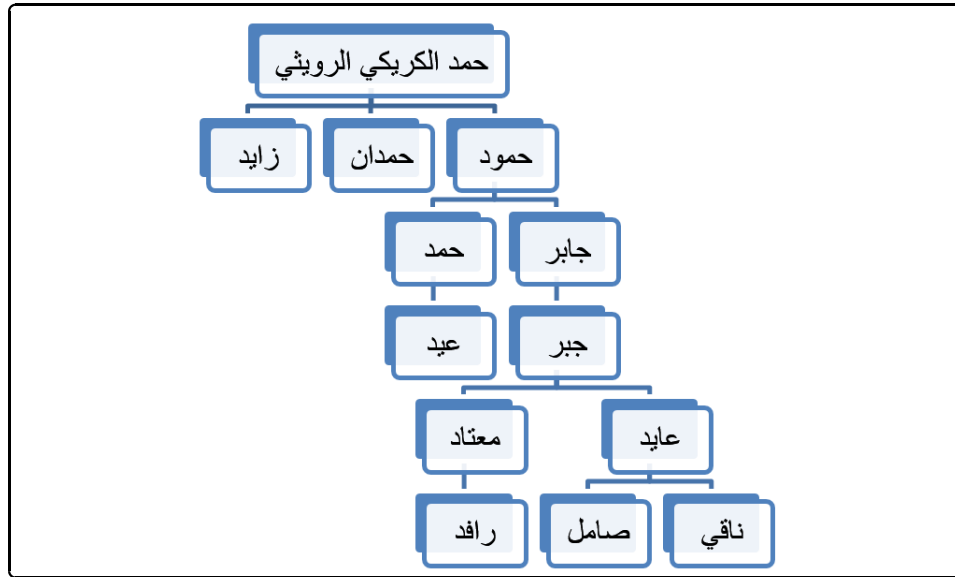 حمد الكريكي الرويثي
حمود
حمدان
زايد
جابر
حمد
جبر
عيد
عايد
معتاد
ناقي
صامل
رافد